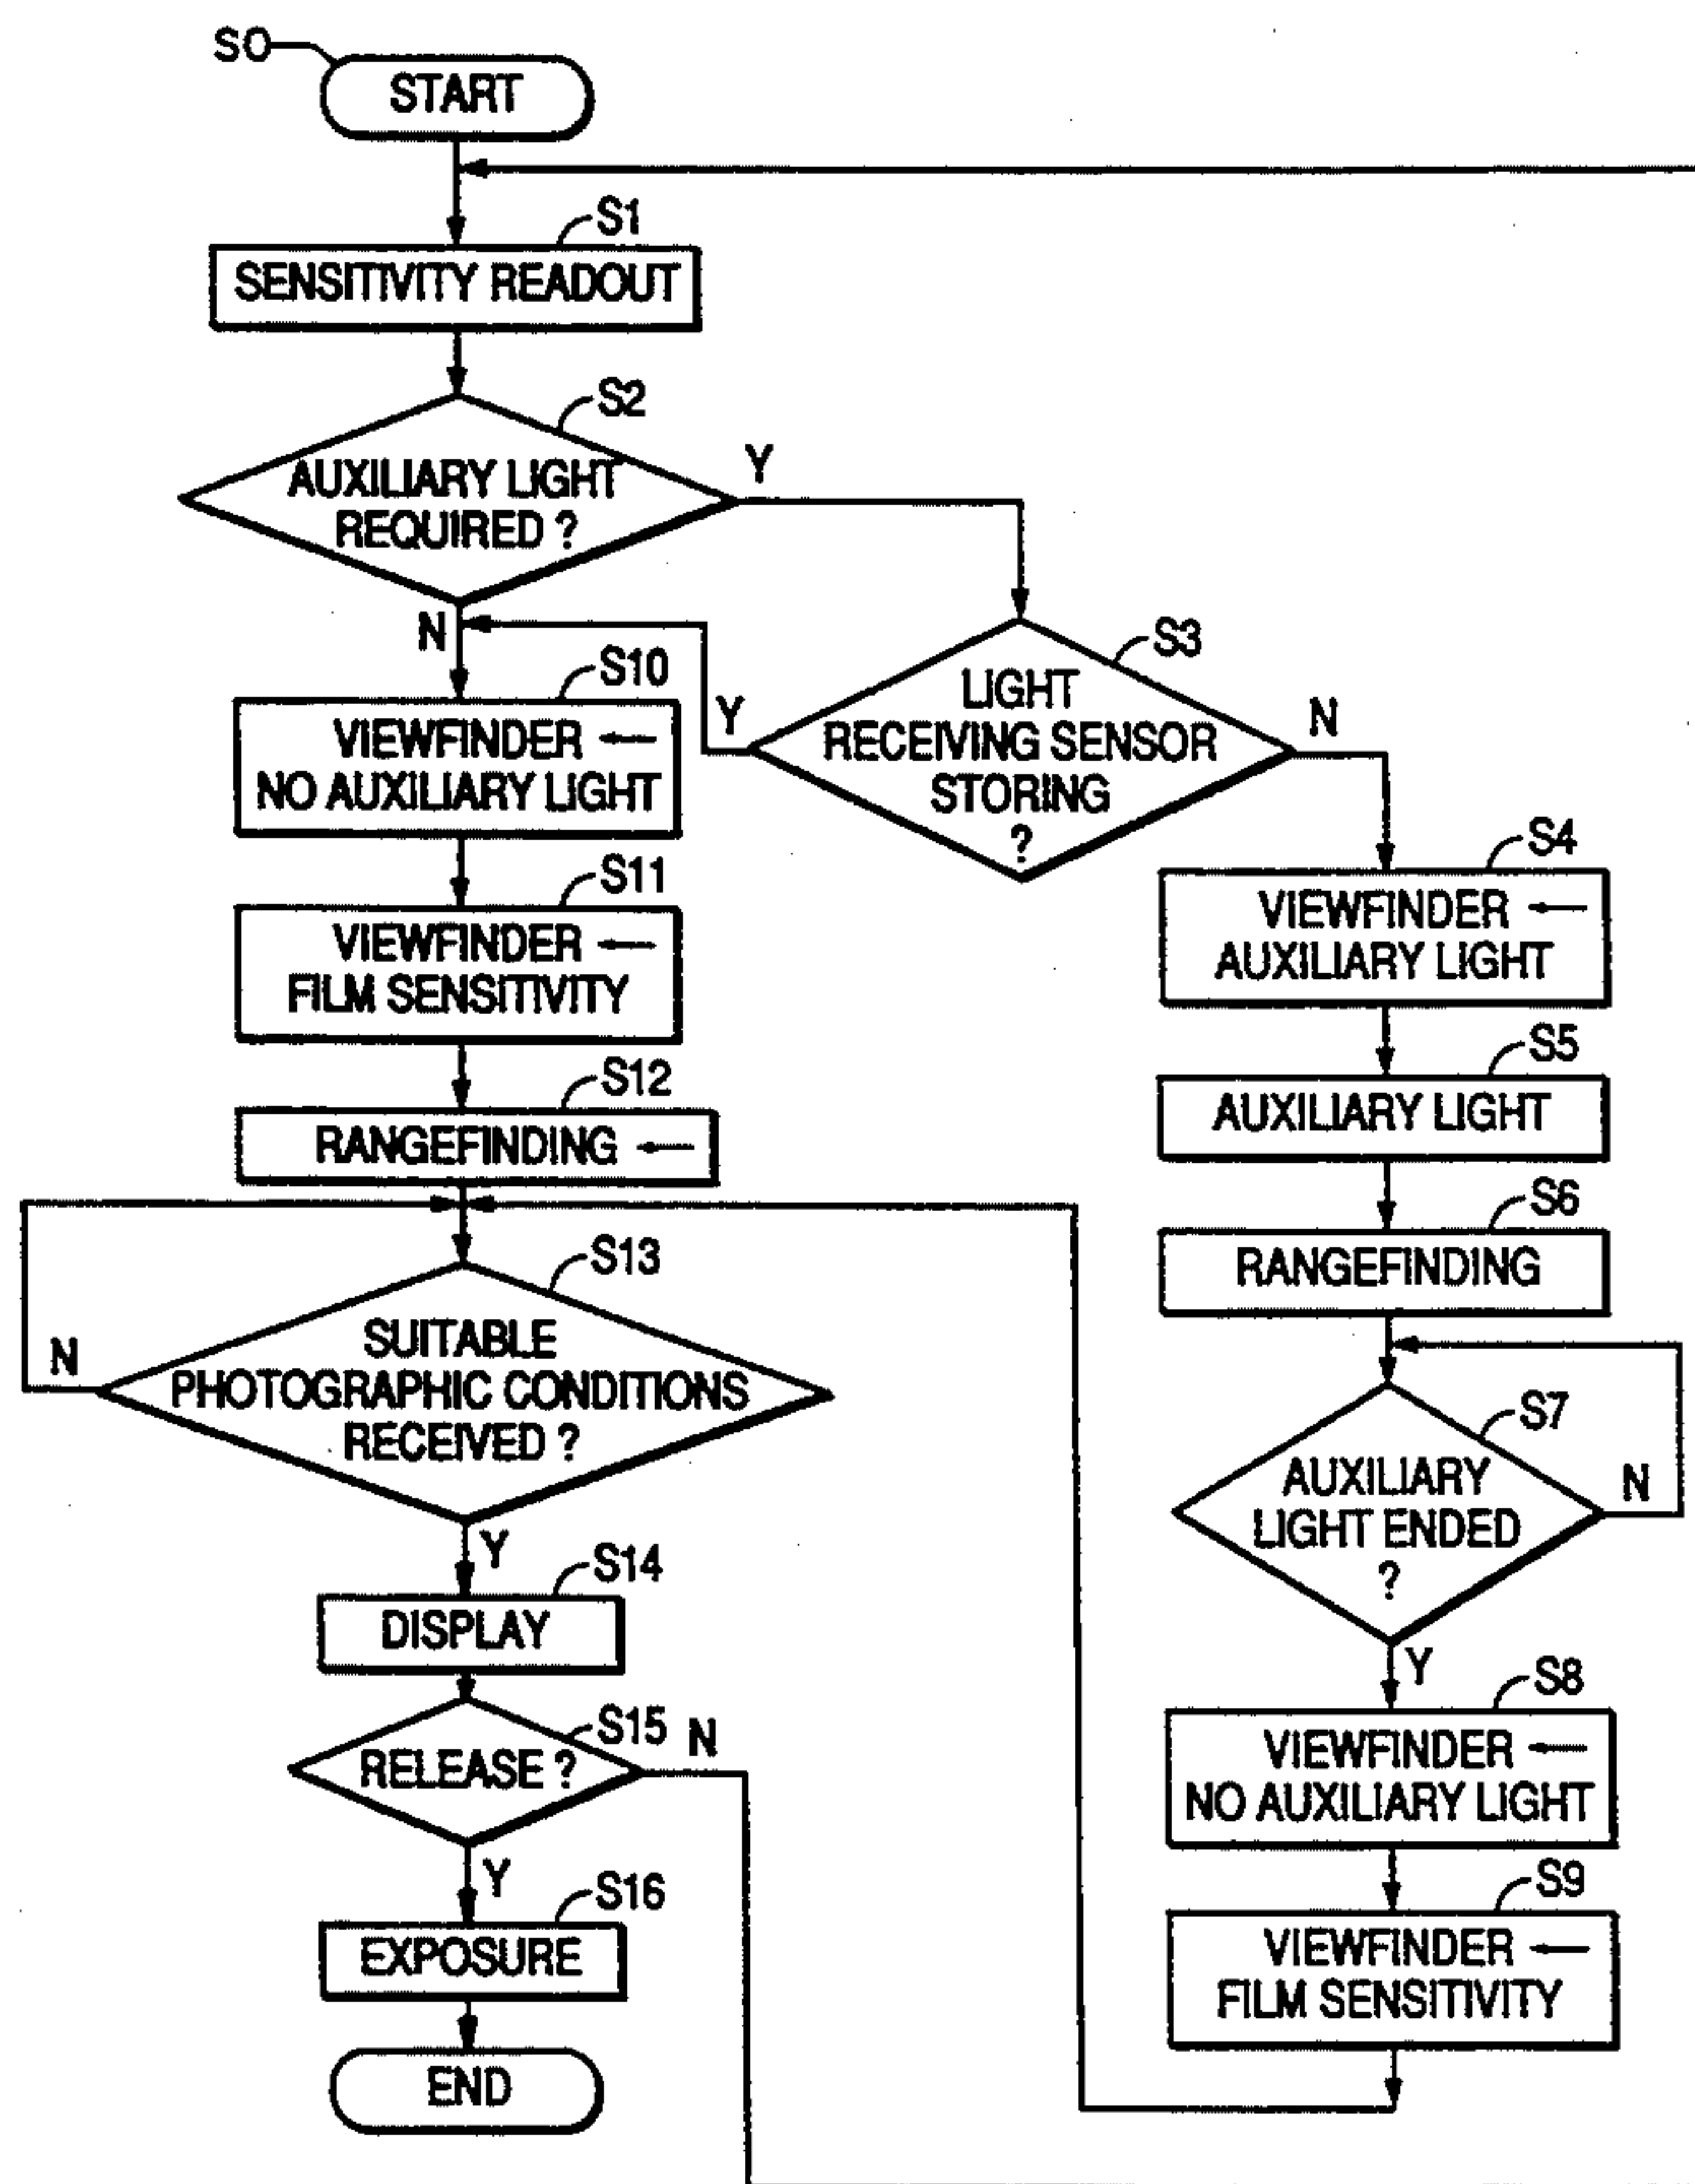 S0
START
S1
SENSITIVITY READOUT
S2
AUXILIARY LIGHT
REQUIRED ?
Y
N
S3
LIGHT
RECEIVING SENSOR
STORING
?
Y
N
S10
VIEWFINDER ←
NO AUXILIARY LIGHT
S11
VIEWFINDER ←
FILM SENSITIVITY
S12
RANGEFINDING ←
S4
VIEWFINDER ←
AUXILIARY LIGHT
S5
AUXILIARY LIGHT
S6
RANGEFINDING
S13
SUITABLE
PHOTOGRAPHIC CONDITIONS
RECEIVED ?
N
Y
S7
AUXILIARY
LIGHT ENDED
?
N
Y
S14
DISPLAY
S15
RELEASE ?
N
Y
S8
VIEWFINDER ←
NO AUXILIARY LIGHT
S9
VIEWFINDER ←
FILM SENSITIVITY
S16
EXPOSURE
END